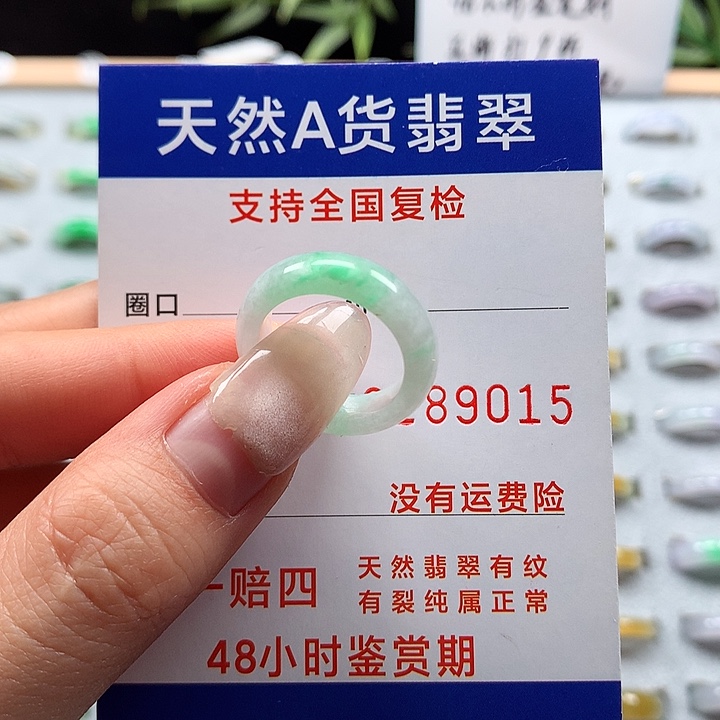 天然A货翡翠
支持全国复检
圈口
89015
没有运费险
一赔四
天然翡翠有纹
有裂纯属正常
48小时鉴赏期